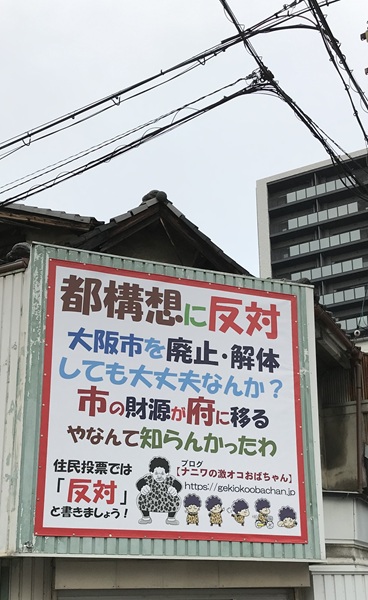 都構想に反対
大阪市を廃止・解体
しても大丈夫なんか？
市の財源が府に移る
やなんて知らんかったわ
住民投票では
「反対」
と書きましょう！
ブログ
【ナニワの激オコおばちゃん】
https://gekiokoobachan.jp